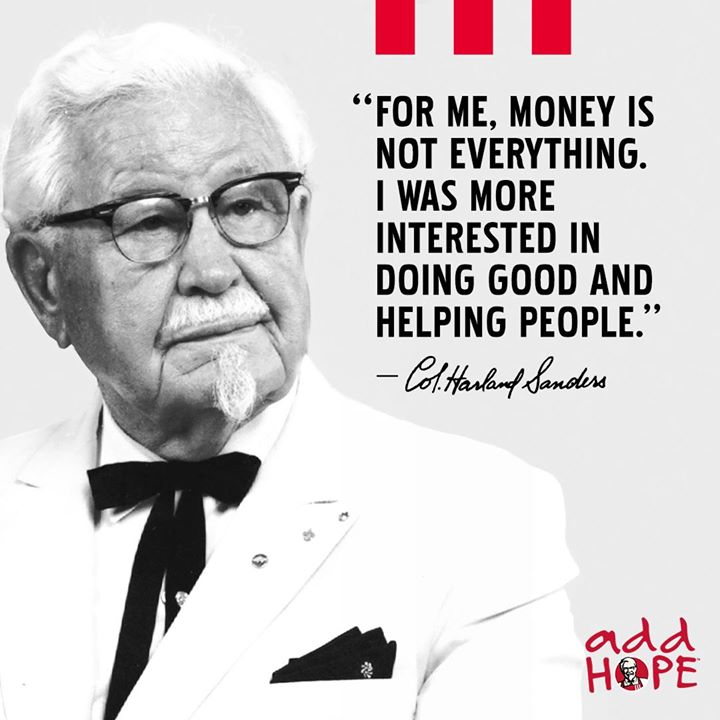 “FOR ME, MONEY IS
NOT EVERYTHING.
I WAS MORE
INTERESTED IN
DOING GOOD AND
HELPING PEOPLE.”
— Col. Harland Sanders
add
HOPE